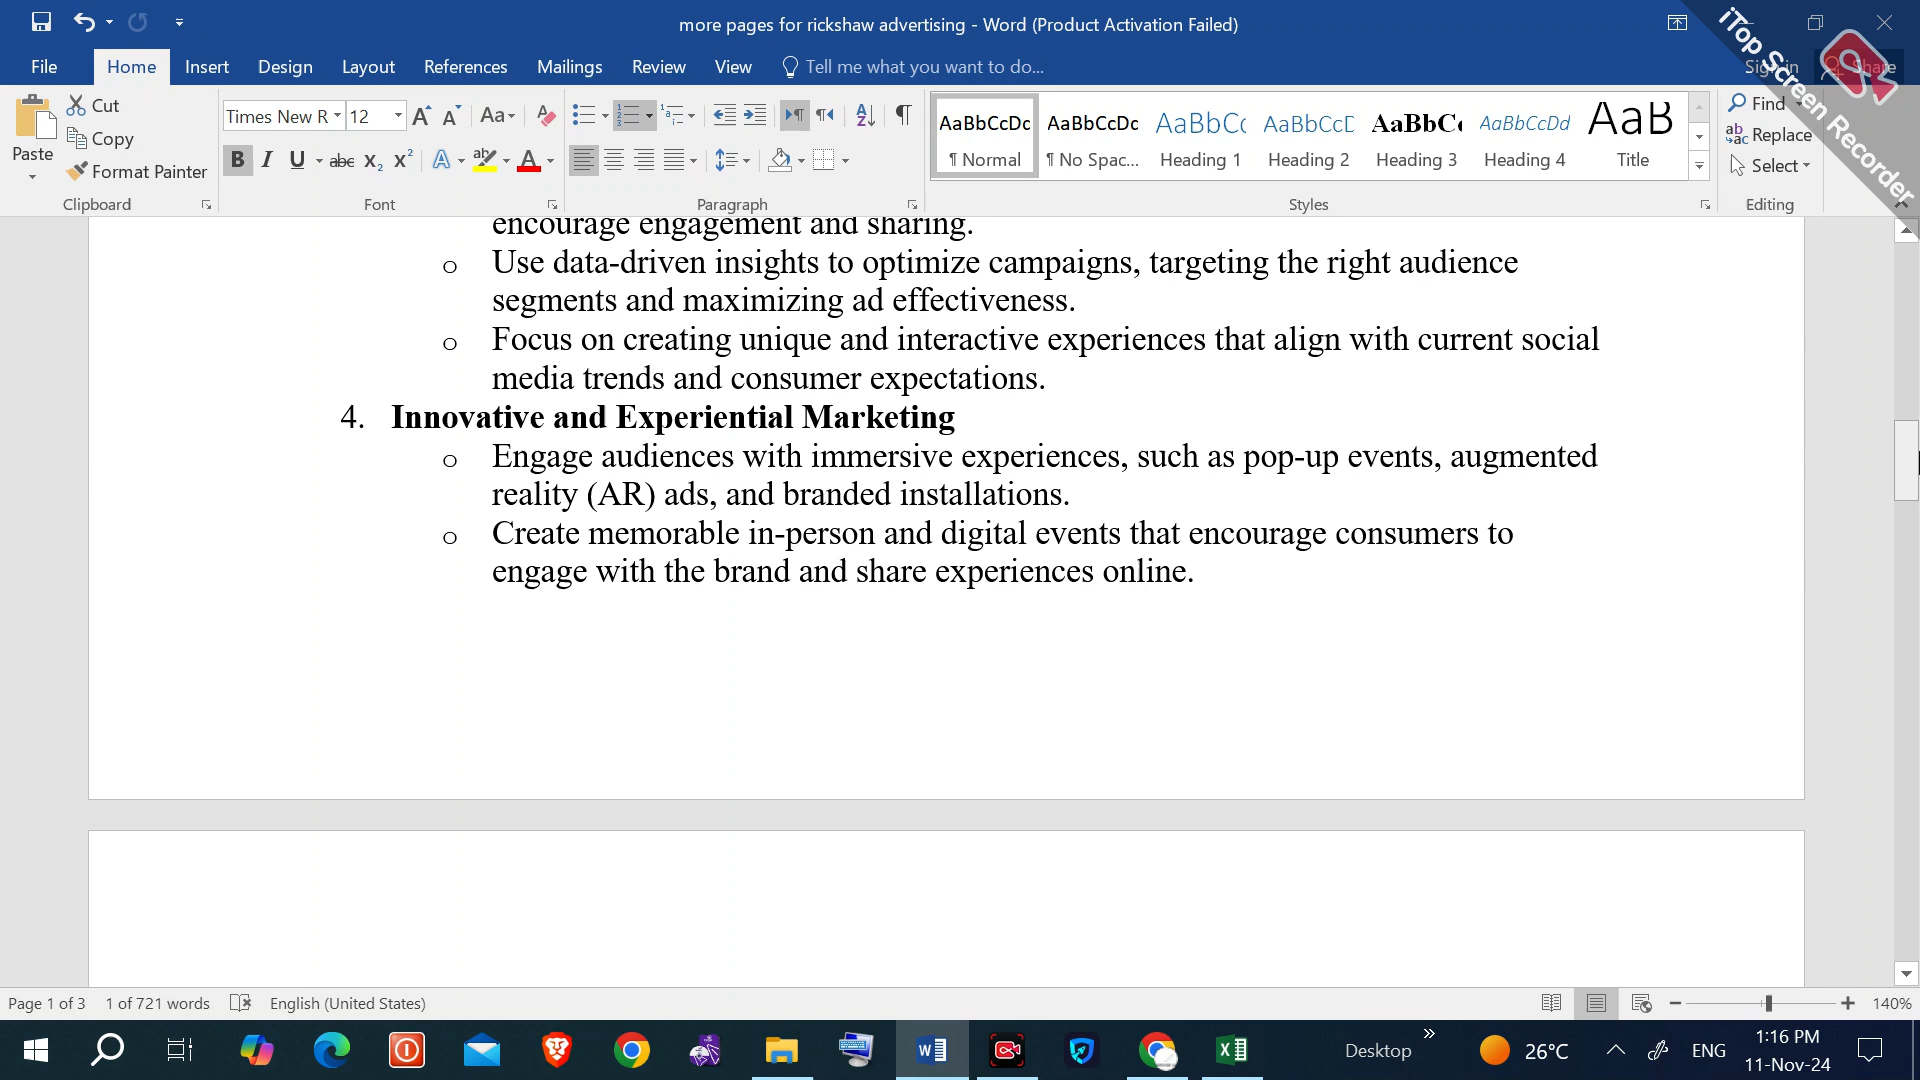 more pages for rickshaw advertising - Word (Product Activation Failed)
File Home Insert Design Layout References Mailings Review View Tell me what you want to do... Sign in Share
iTop Screen Recorder
Paste
Cut
Copy
Format Painter
Clipboard
Times New R 12
Font
Paragraph
AaBbCcDc AaBbCcDc AaBbC AaBbCcD AaBbC AaBbCcDd AaB
¶ Normal ¶ No Spac... Heading 1 Heading 2 Heading 3 Heading 4 Title
Styles
Find
Replace
Select
Editing
encourage engagement and sharing.
o Use data-driven insights to optimize campaigns, targeting the right audience
segments and maximizing ad effectiveness.
o Focus on creating unique and interactive experiences that align with current social
media trends and consumer expectations.
4. Innovative and Experiential Marketing
o Engage audiences with immersive experiences, such as pop-up events, augmented
reality (AR) ads, and branded installations.
o Create memorable in-person and digital events that encourage consumers to
engage with the brand and share experiences online.
Page 1 of 3 1 of 721 words English (United States) 140%
Desktop 26°C ENG 1:16 PM
11-Nov-24